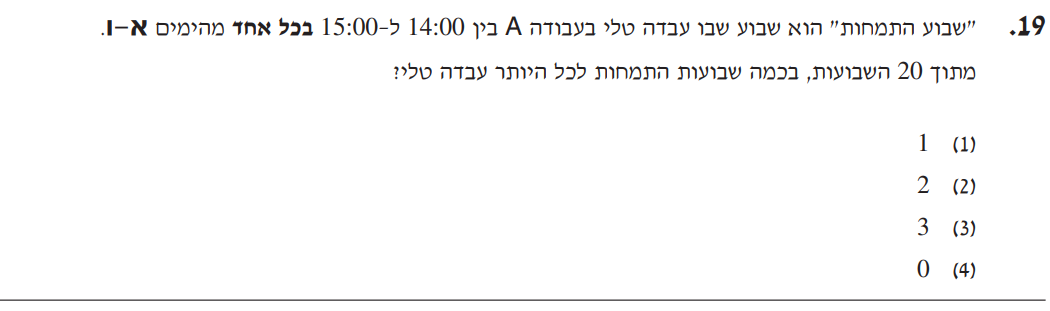 19. "שבוע התמחות" הוא שבוע שבו עבדה טלי בעבודה A בין 14:00 ל-15:00 בכל אחד מהימים א-ו.
מתוך 20 השבועות, בכמה שבועות התמחות לכל היותר עבדה טלי?
(1) 1
(2) 2
(3) 3
(4) 0